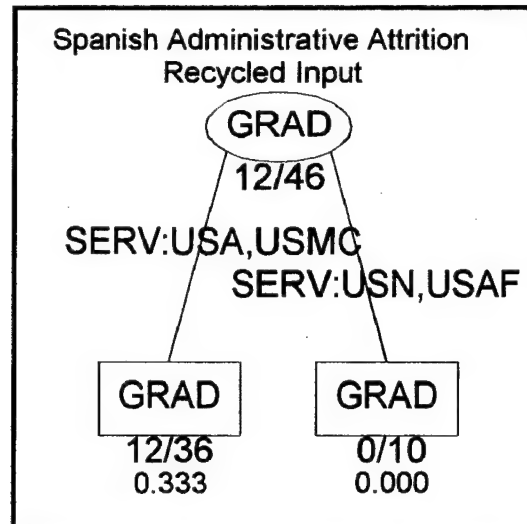 Spanish Administrative Attrition
Recycled Input
GRAD
12/46
SERV:USA,USMC
SERV:USN,USAF
GRAD
GRAD
12/36
0/10
0.333
0.000